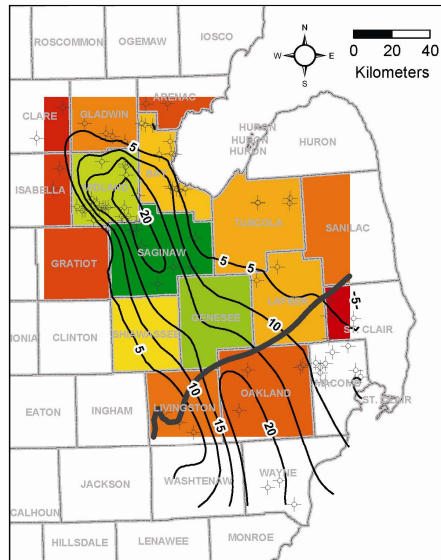 ROSCOMMON
OGEMAW
IOSCO
N
W
E
S
0 20 40
Kilometers
CLARE
GLADWIN
ARENAC
HURON
HURON
HURON
HURON
5
ISABELLA
MIDLAND
BAY
20
TUSCOLA
SANILAC
GRATIOT
SAGINAW
5
5
LAPEER
-5-
10
ST. CLAIR
GENESEE
CLINTON
SHIAWASSEE
5
MACOMB
ST. CLAIR
EATON
INGHAM
LIVINGSTON
OAKLAND
10
15
20
JACKSON
WASHTENAW
WAYNE
CALHOUN
HILLSDALE
LENAWEE
MONROE